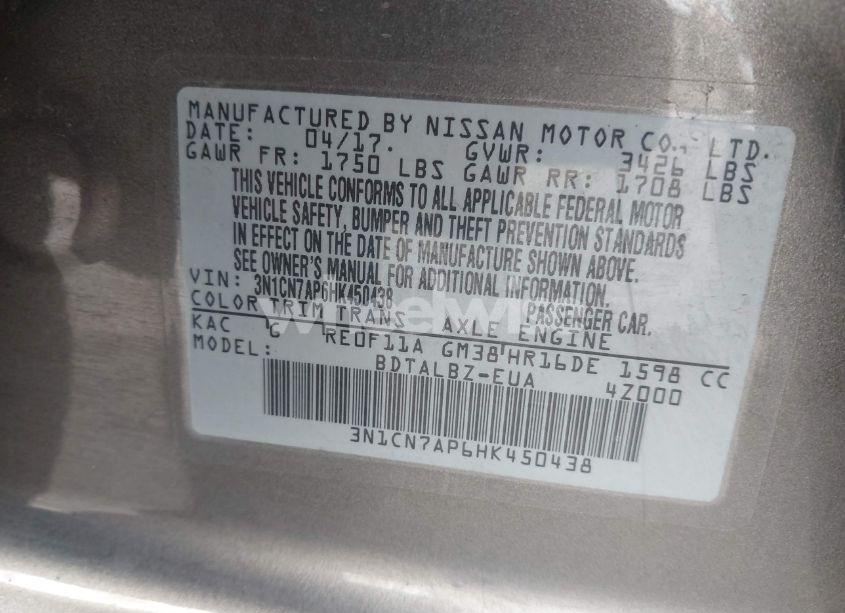 MANUFACTURED BY NISSAN MOTOR CO., LTD.
DATE: 04/17. GVWR: 3426 LBS
GAWR FR: 1750 LBS GAWR RR: 1708 LBS
THIS VEHICLE CONFORMS TO ALL APPLICABLE FEDERAL MOTOR
VEHICLE SAFETY, BUMPER AND THEFT PREVENTION STANDARDS
IN EFFECT ON THE DATE OF MANUFACTURE SHOWN ABOVE.
SEE OWNER'S MANUAL FOR ADDITIONAL INFORMATION.
VIN: 3N1CN7AP6HK450438 PASSENGER CAR.
COLOR TRIM TRANS AXLE ENGINE
KAC G RE0F11A GM38 HR16DE 1598 CC
MODEL: BDTALBZ-EUA 4Z000
3N1CN7AP6HK450438